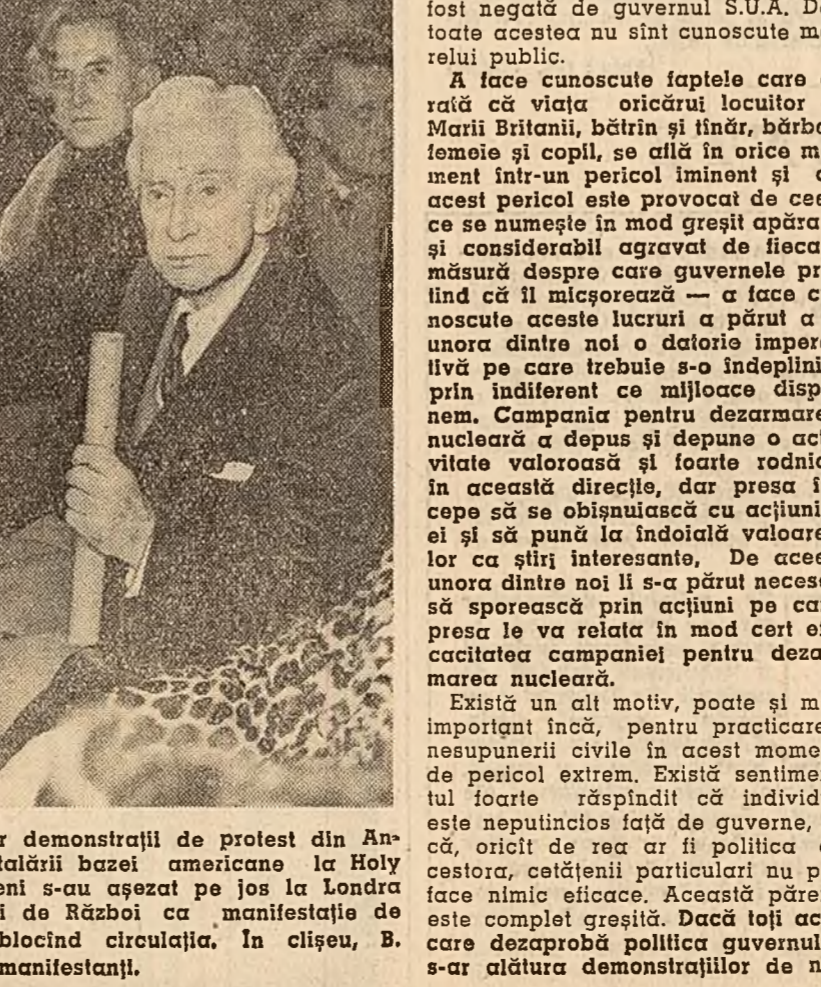 fost negată de guvernul S.U.A. De
toate acestea nu sînt cunoscute ma
relui public.
A face cunoscute faptele care
rată că viața oricărui locuitor
Marii Britanii, bătrîn și tînăr, bărba
femeie și copil, se află în orice m
ment într-un pericol iminent și c
acest pericol este provocat de cee
ce se numește în mod greșit apăra
și considerabil agravat de fieca
măsură despre care guvernele pr
tind că îl micșorează — a face c
noscute aceste lucruri a părut a
unora dintre noi o datorie impera
tivă pe care trebuie s-o îndeplini
prin indiferent ce mijloace disp
nem. Campania pentru dezarmare
nucleară a depus și depune o act
vitate valoroasă și foarte rodnic
în această direcție, dar presa î
cepe să se obișnuiască cu acțiuni
ei și să pună la îndoială valoare
lor ca știri interesante, De acee
unora dintre noi li s-a părut necesa
să sporească prin acțiuni pe ca
presa le va relata în mod cert ef
cacitatea campaniei pentru deza
marea nucleară.
Există un alt motiv, poate și m
important încă, pentru practicare
nesupunerii civile în acest mome
de pericol extrem. Există sentime
tul foarte răspîndit că individ
este neputincios față de guverne,
că, oricît de rea ar fi politica
cestora, cetățenii particulari nu p
face nimic eficace. Această păre
este complet greșită. Dacă toți ac
care dezaprobă politica guvernul
s-ar alătura demonstrațiilor de n
r demonstrații de protest din An-
talării bazei americane la Holy
eni s-au așezat pe jos la Londra
i de Război ca manifestație de
blocînd circulația. In clișeu, B.
manifestanți.